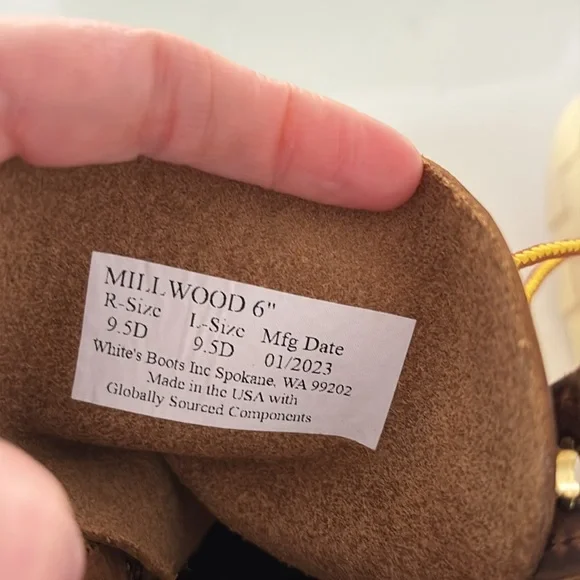 MILLWOOD 6"
R-Size L-Size Mfg Date
9.5D 9.5D 01/2023
White's Boots Inc Spokane, WA 99202
Made in the USA with
Globally Sourced Components